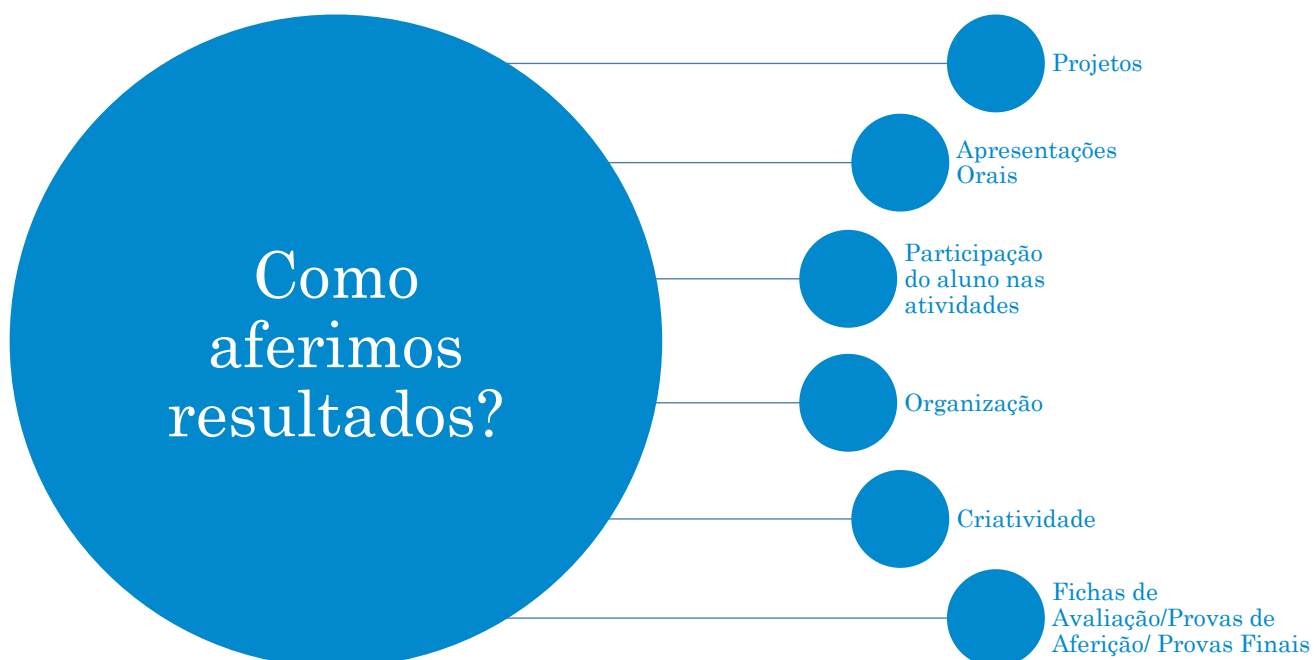 Como
aferimos
resultados?
Projetos
Apresentações
Orais
Participação
do aluno nas
atividades
Organização
Criatividade
Fichas de
Avaliação/Provas de
Aferição/ Provas Finais